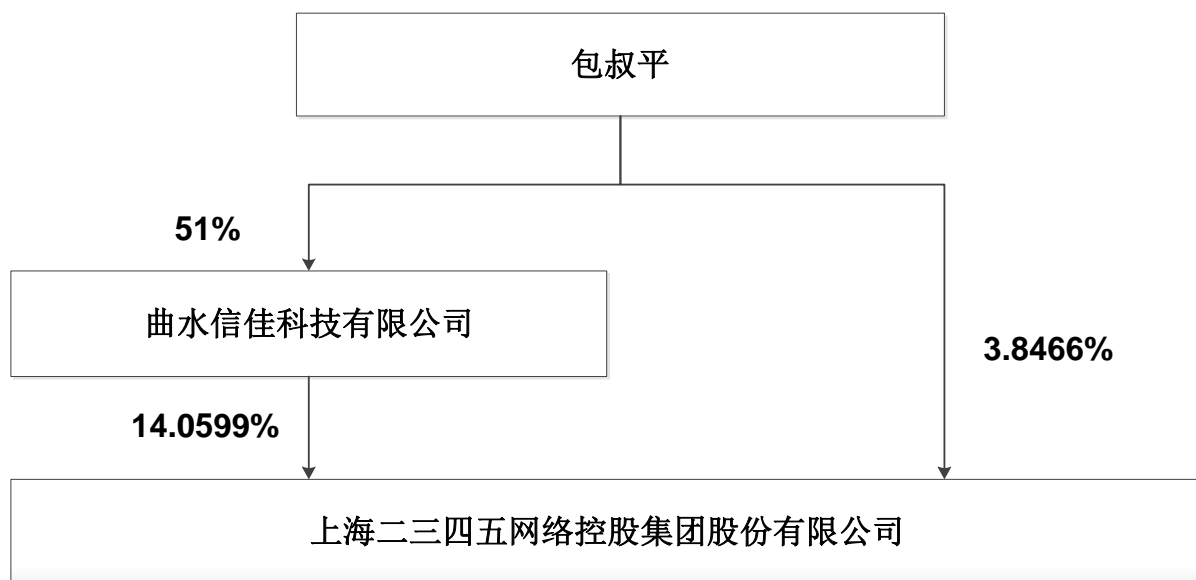 包叔平
51%
曲水信佳科技有限公司
3.8466%
14.0599%
上海二三四五网络控股集团股份有限公司